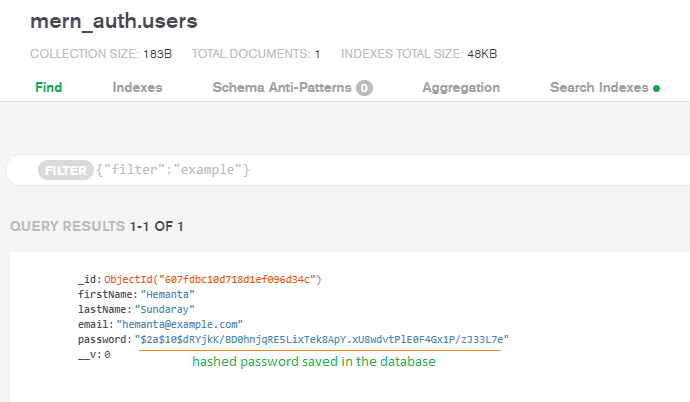 mern_auth.users
COLLECTION SIZE: 183B TOTAL DOCUMENTS: 1 INDEXES TOTAL SIZE: 48KB
Find Indexes Schema Anti-Patterns 0 Aggregation Search Indexes
FILTER {"filter":"example"}
QUERY RESULTS 1-1 OF 1
_id: ObjectId("607fdbc10d718d1ef096d34c")
firstName: "Hemanta"
lastName: "Sundaray"
email: "hemanta@example.com"
password: "$2a$10$dRYjkK/BD0hnjqRE5LixTek8ApY.xU8wdvtPlE0F4Gx1P/zJ33L7e"
__v: 0
hashed password saved in the database